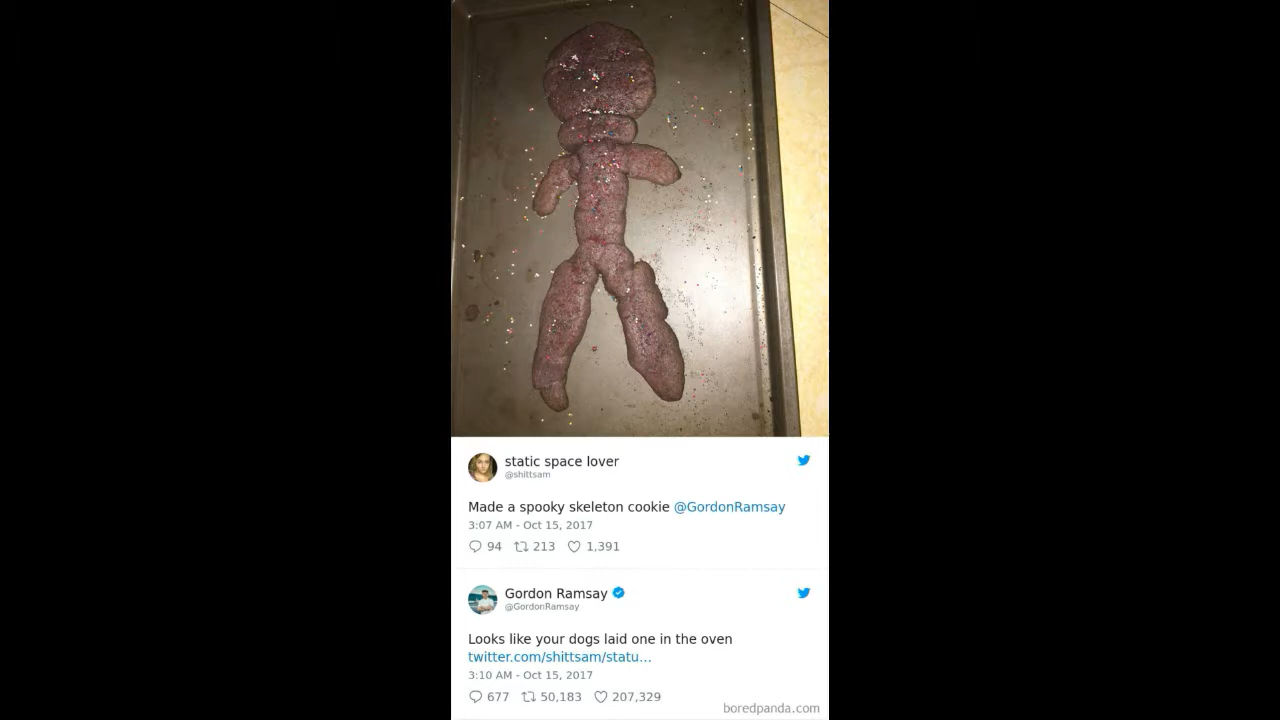 static space lover
@shittsam
Made a spooky skeleton cookie @GordonRamsay
3:07 AM - Oct 15, 2017
94 213 1,391
Gordon Ramsay
@GordonRamsay
Looks like your dogs laid one in the oven
twitter.com/shittsam/statu...
3:10 AM - Oct 15, 2017
677 50,183 207,329
boredpanda.com